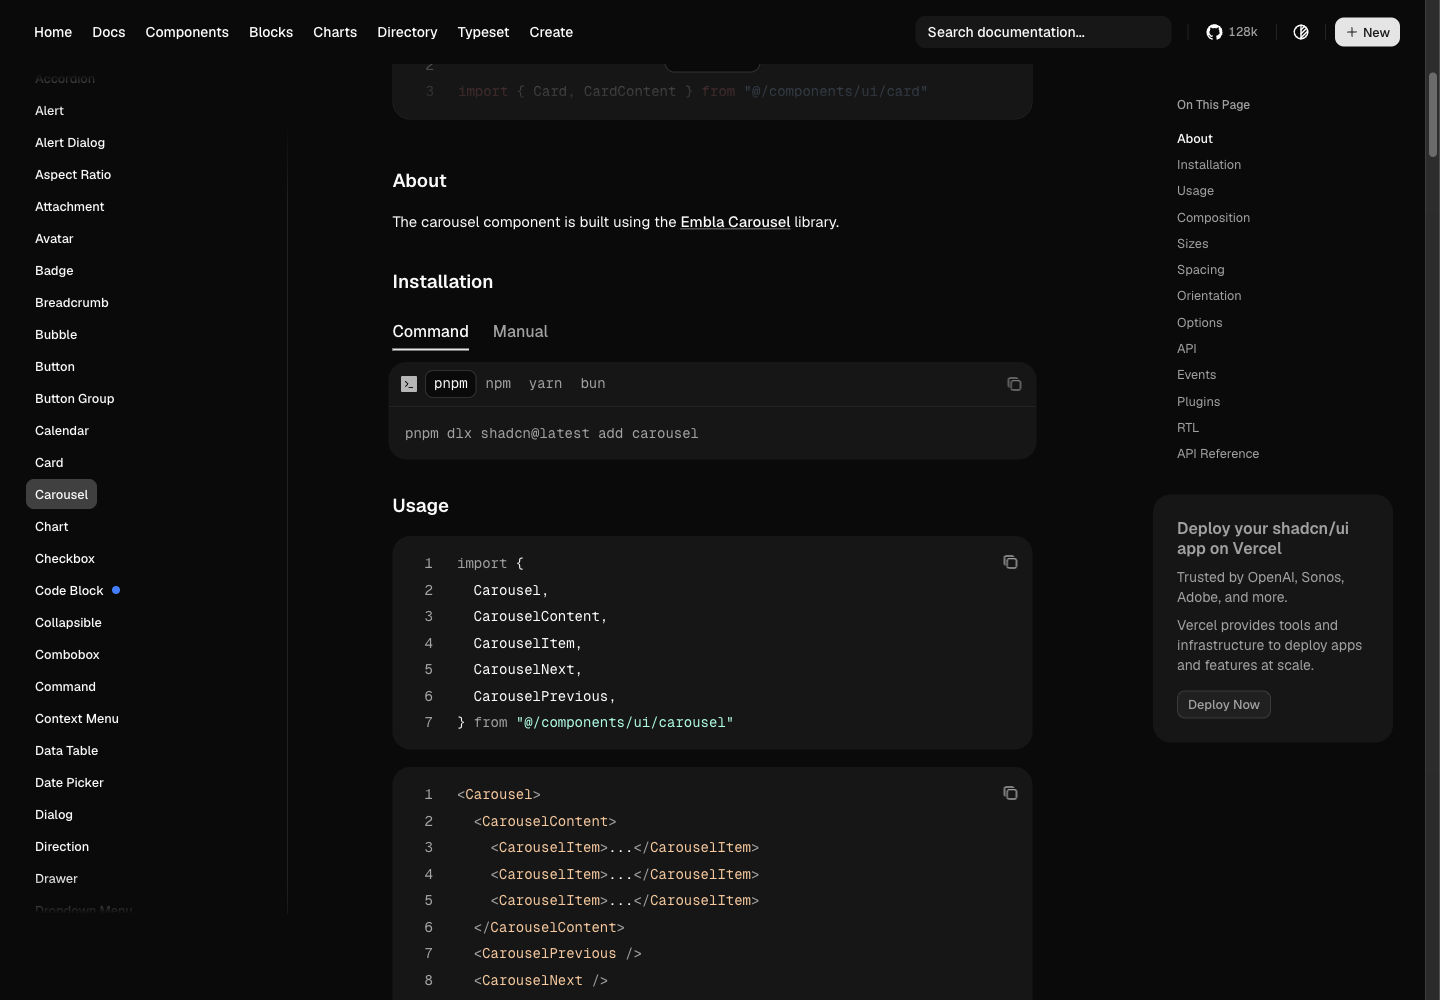 Home Docs Components Blocks Charts Directory Typeset Create
Search documentation...
128k
New
Accordion
Alert
Alert Dialog
Aspect Ratio
Attachment
Avatar
Badge
Breadcrumb
Bubble
Button
Button Group
Calendar
Card
Carousel
Chart
Checkbox
Code Block
Collapsible
Combobox
Command
Context Menu
Data Table
Date Picker
Dialog
Direction
Drawer
Dropdown Menu
2
3 import { Card, CardContent } from "@/components/ui/card"
About
The carousel component is built using the Embla Carousel library.
Installation
Command Manual
pnpm npm yarn bun
pnpm dlx shadcn@latest add carousel
Usage
1 import {
2 Carousel,
3 CarouselContent,
4 CarouselItem,
5 CarouselNext,
6 CarouselPrevious,
7 } from "@/components/ui/carousel"
1 <Carousel>
2 <CarouselContent>
3 <CarouselItem>...</CarouselItem>
4 <CarouselItem>...</CarouselItem>
5 <CarouselItem>...</CarouselItem>
6 </CarouselContent>
7 <CarouselPrevious />
8 <CarouselNext />
On This Page
About
Installation
Usage
Composition
Sizes
Spacing
Orientation
Options
API
Events
Plugins
RTL
API Reference
Deploy your shadcn/ui
app on Vercel
Trusted by OpenAI, Sonos,
Adobe, and more.
Vercel provides tools and
infrastructure to deploy apps
and features at scale.
Deploy Now